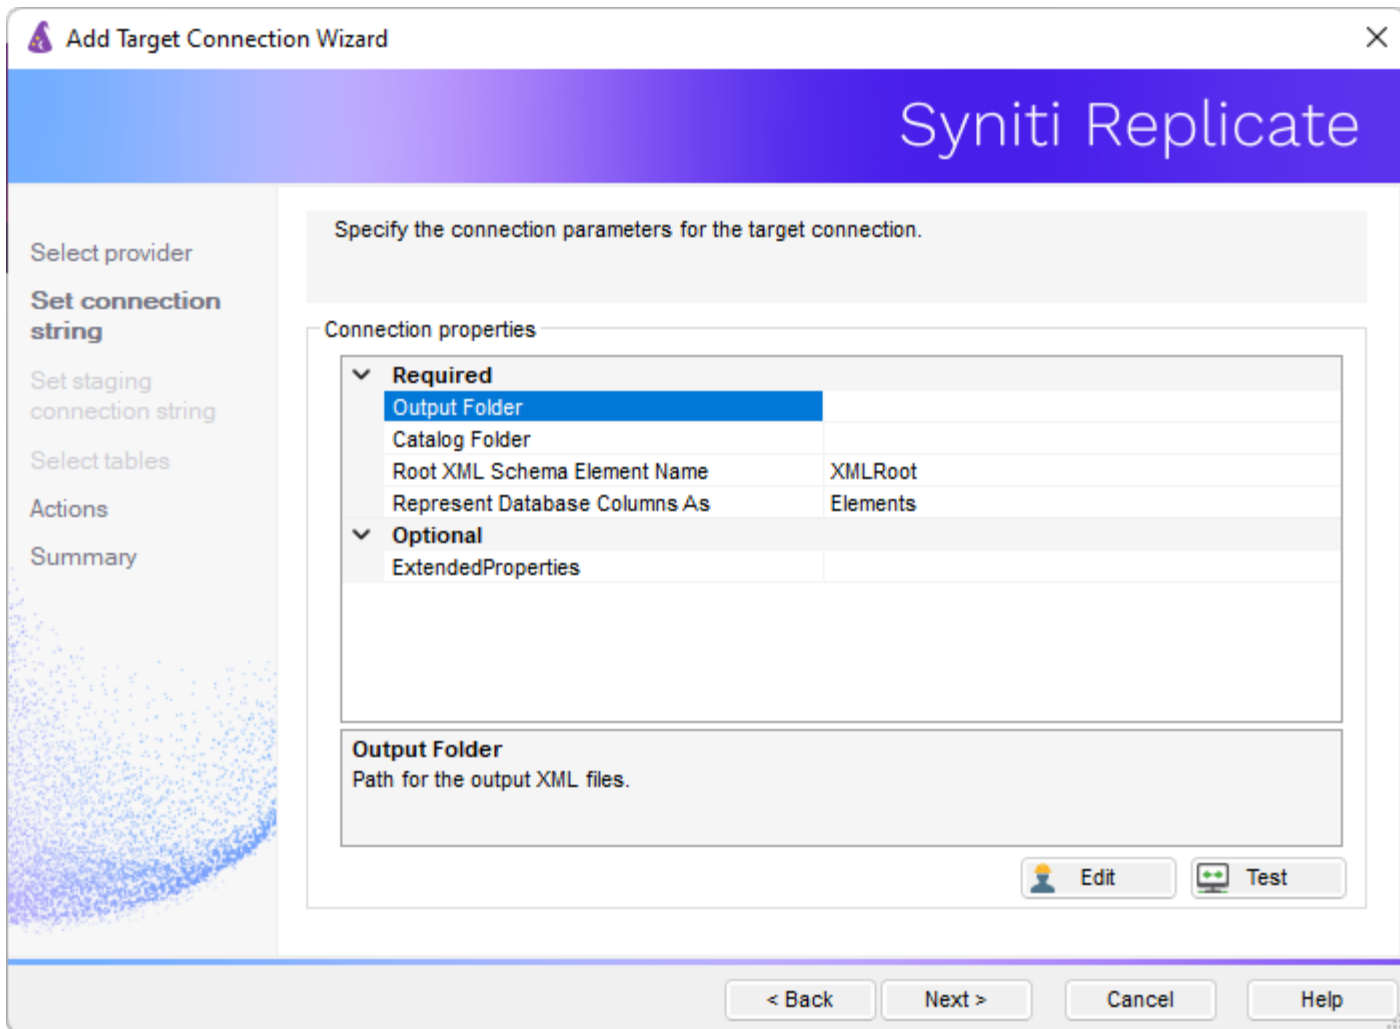 Add Target Connection Wizard
Syniti Replicate
Select provider
Set connection
string
Set staging
connection string
Select tables
Actions
Summary
Specify the connection parameters for the target connection.
Connection properties
Required
Output Folder
Catalog Folder
Root XML Schema Element Name XMLRoot
Represent Database Columns As Elements
Optional
ExtendedProperties
Output Folder
Path for the output XML files.
Edit Test
< Back Next > Cancel Help